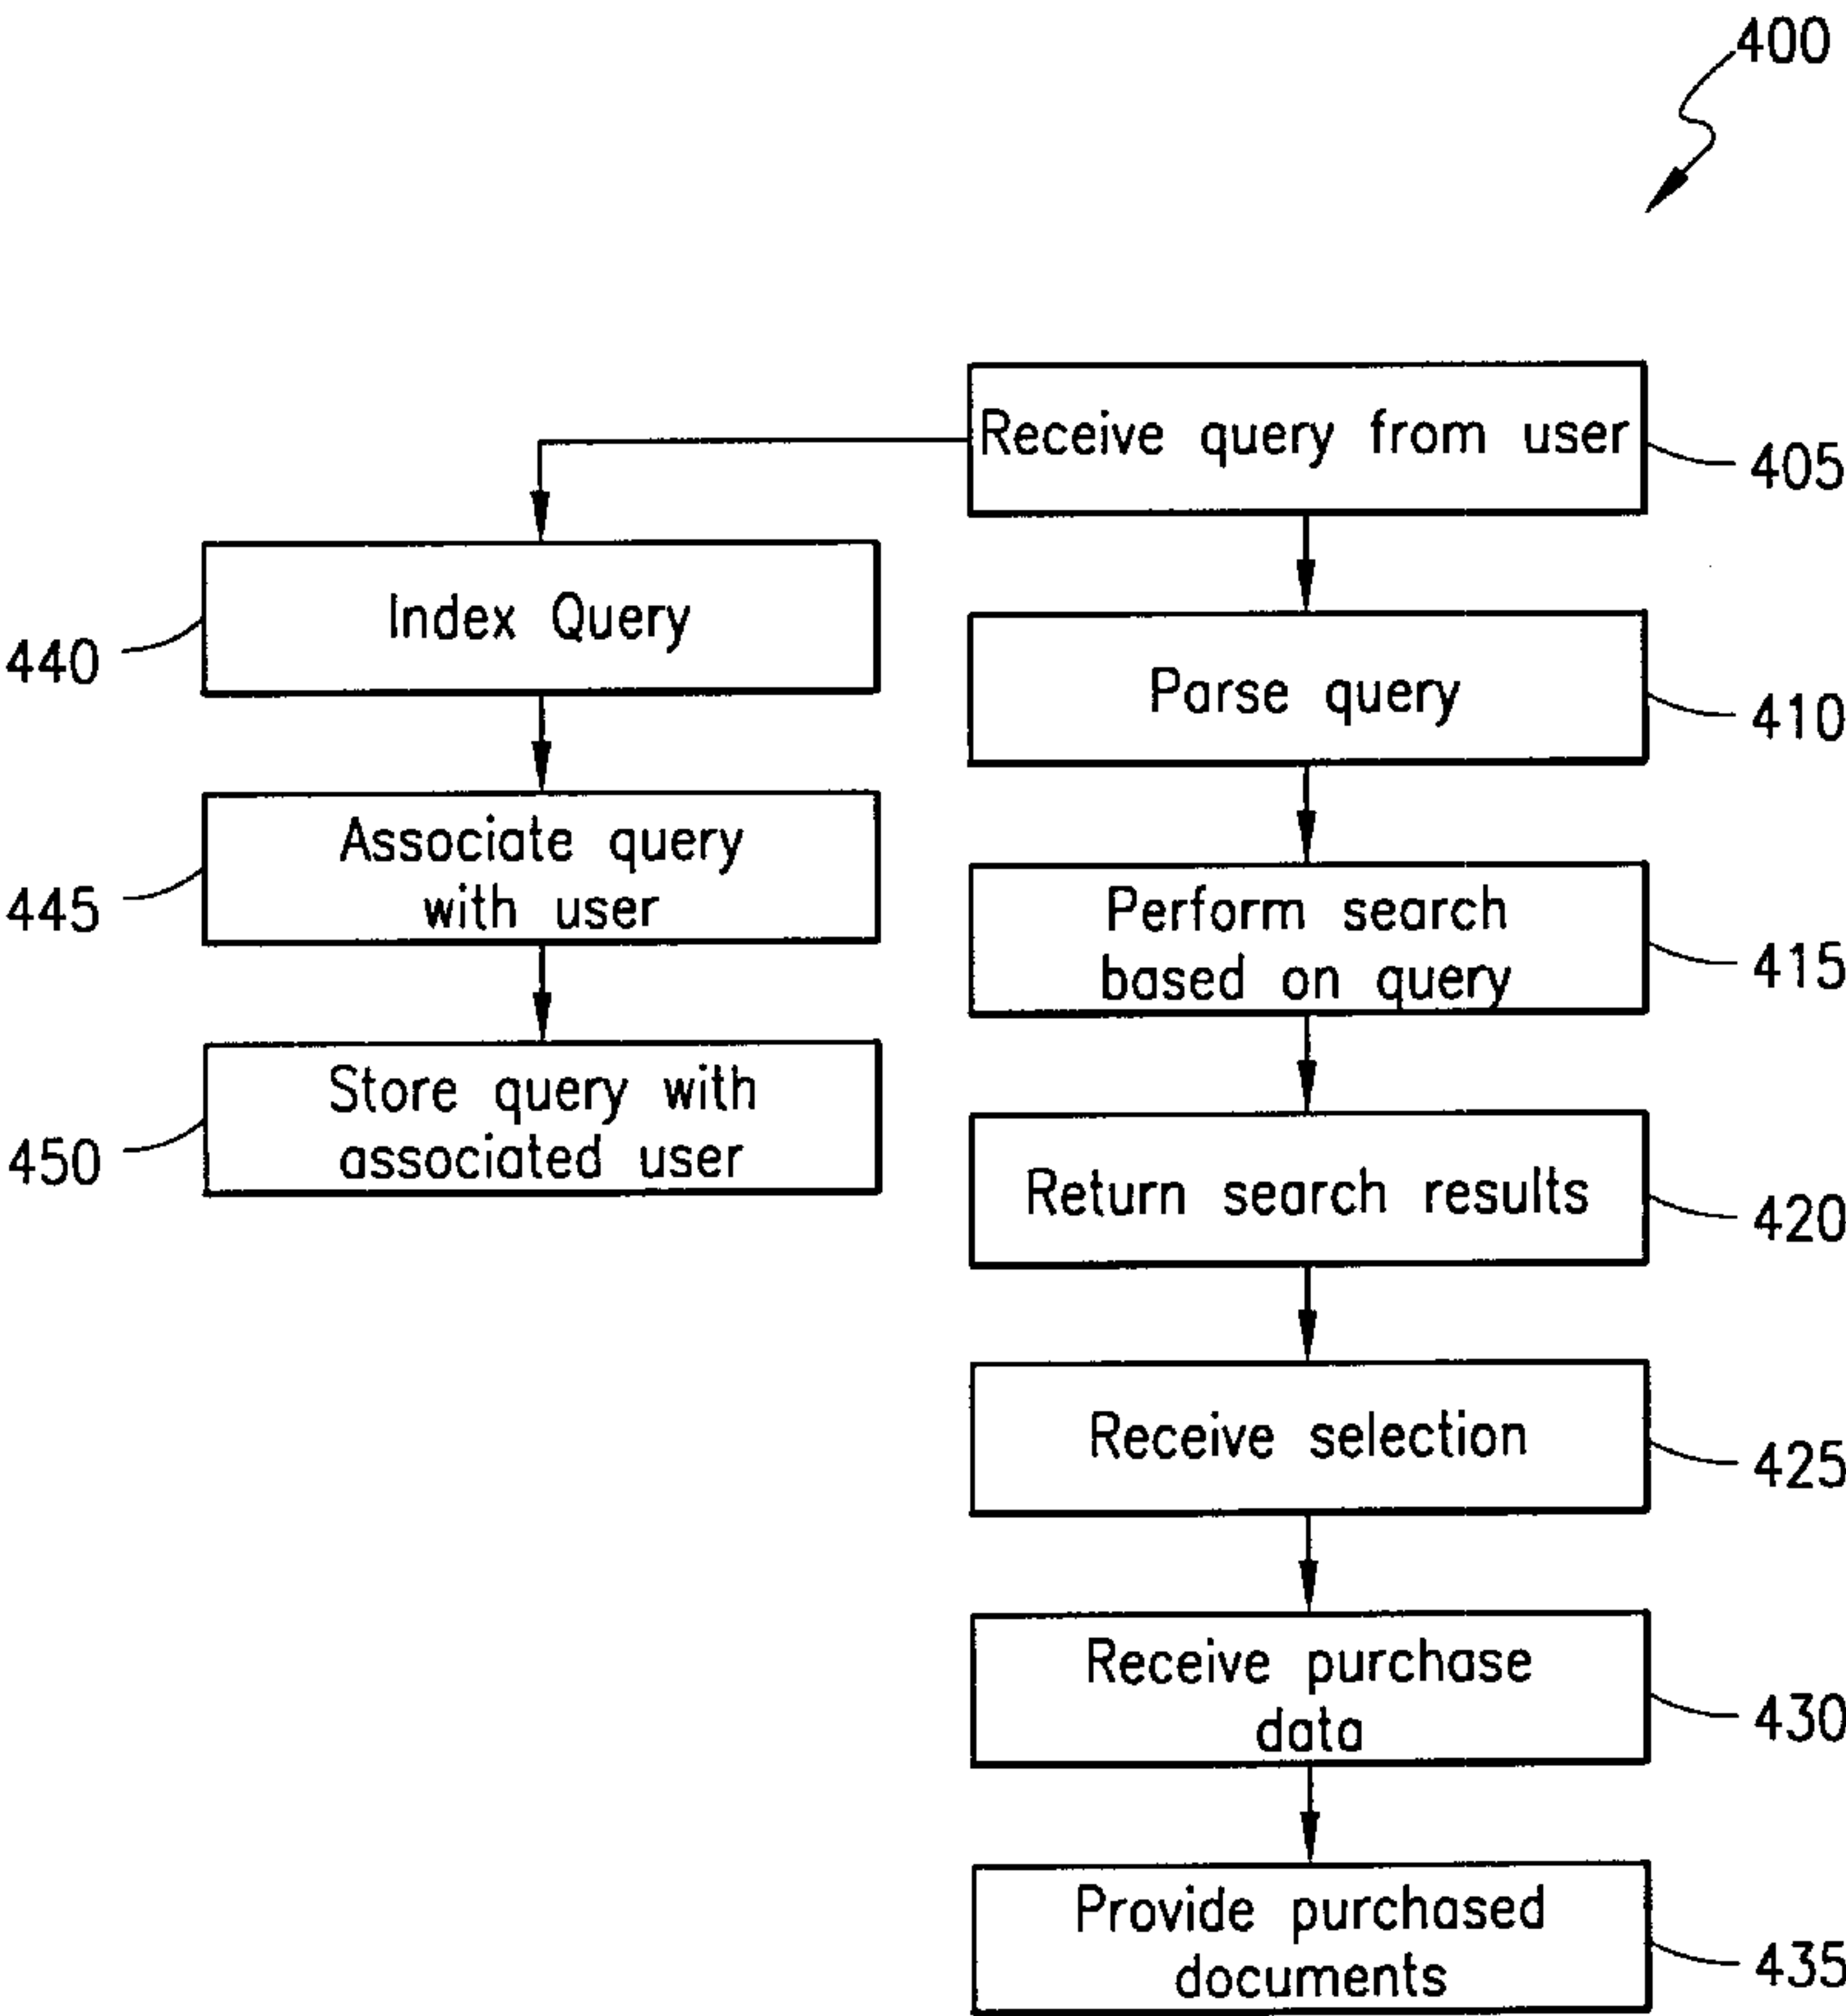 400
Receive query from user
405
Index Query
440
Parse query
410
Associate query
with user
445
Perform search
based on query
415
Store query with
associated user
450
Return search results
420
Receive selection
425
Receive purchase
data
430
Provide purchased
documents
435